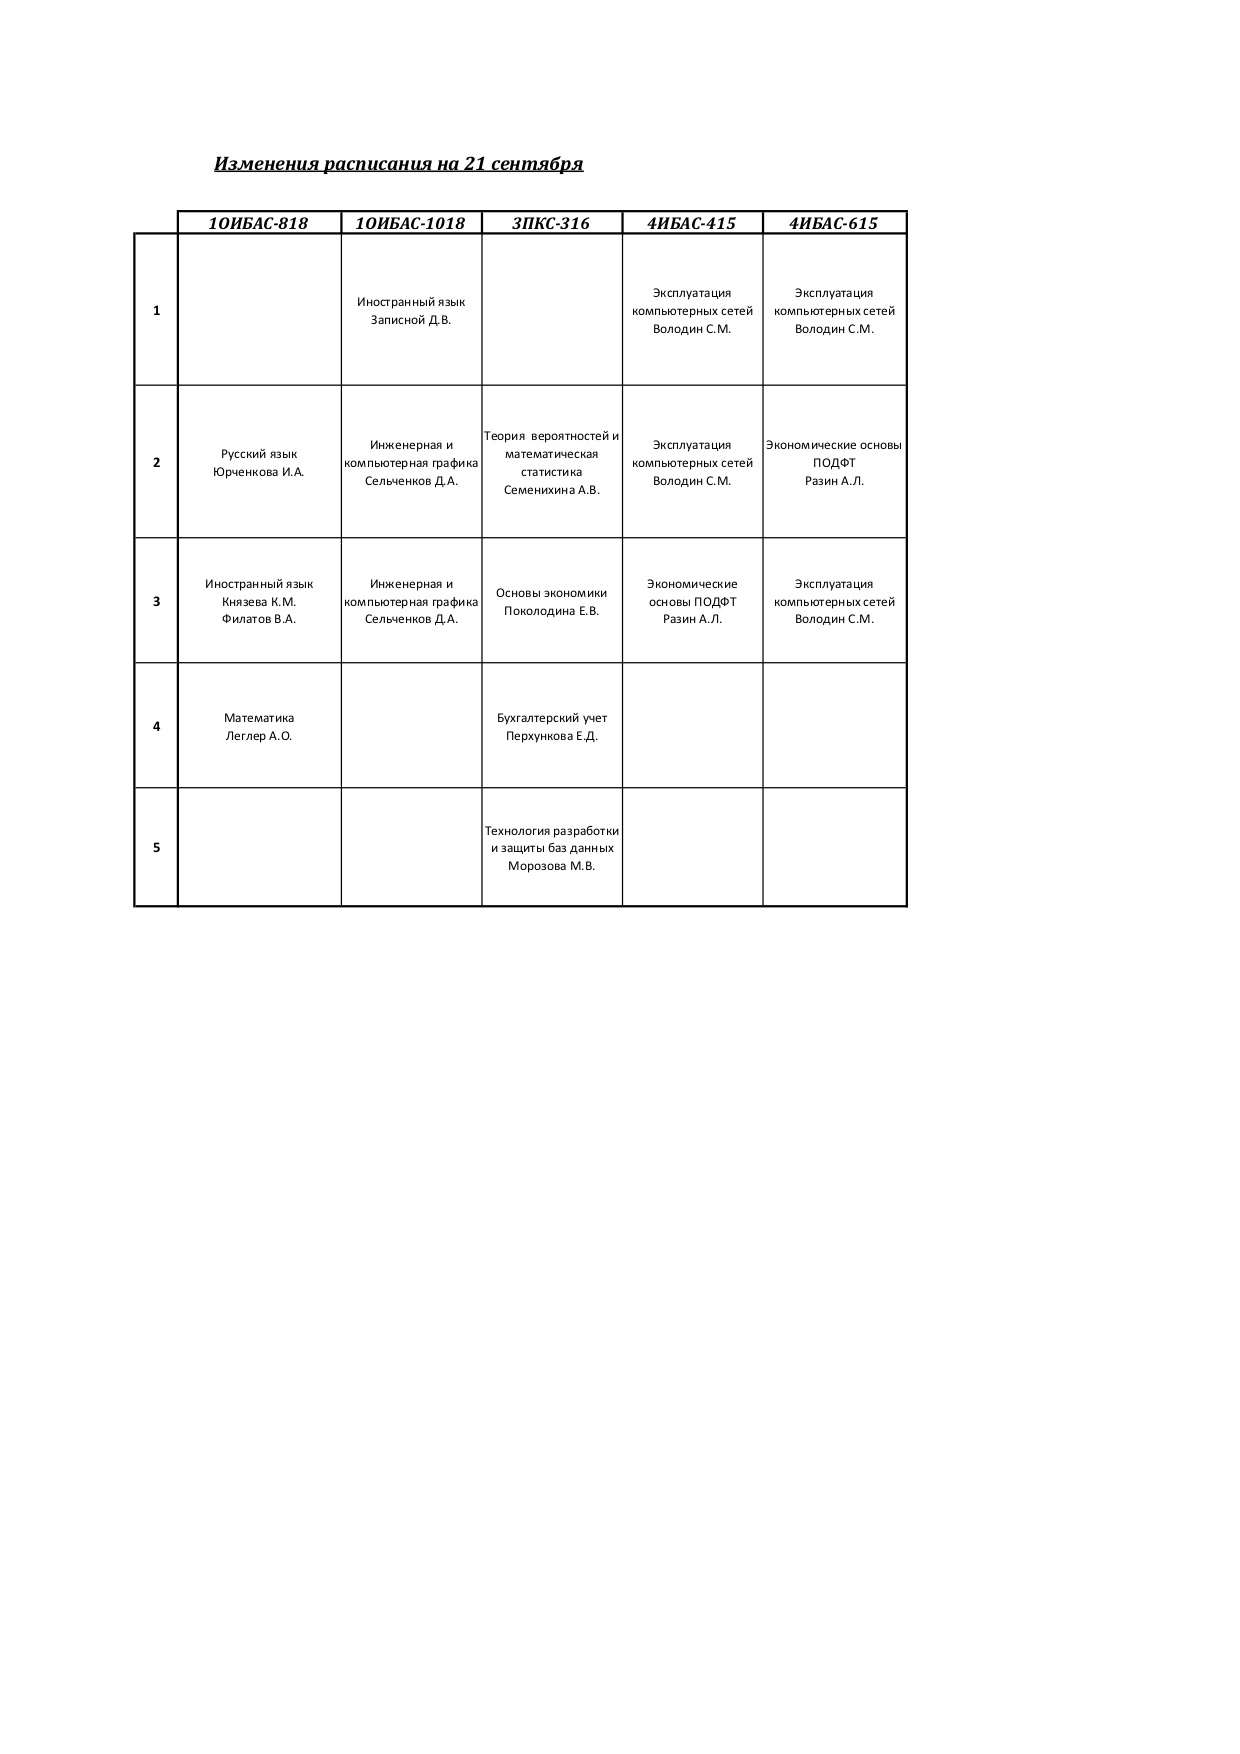 Изменения расписания на 21 сентября
1ОИБАС-818 1ОИБАС-1018 3ПКС-316 4ИБАС-415 4ИБАС-615
1
Иностранный язык
Записной Д.В.
Эксплуатация
компьютерных сетей
Володин С.М.
Эксплуатация
компьютерных сетей
Володин С.М.
2
Русский язык
Юрченкова И.А.
Инженерная и
компьютерная графика
Сельченков Д.А.
Теория  вероятностей и
математическая
статистика
Семенихина А.В.
Эксплуатация
компьютерных сетей
Володин С.М.
Экономические основы
ПОДФТ
Разин А.Л.
3
Иностранный язык
Князева К.М.
Филатов В.А.
Инженерная и
компьютерная графика
Сельченков Д.А.
Основы экономики
Поколодина Е.В.
Экономические
основы ПОДФТ
Разин А.Л.
Эксплуатация
компьютерных сетей
Володин С.М.
4
Математика
Леглер А.О.
Бухгалтерский учет
Перхункова Е.Д.
5
Технология разработки
и защиты баз данных
Морозова М.В.